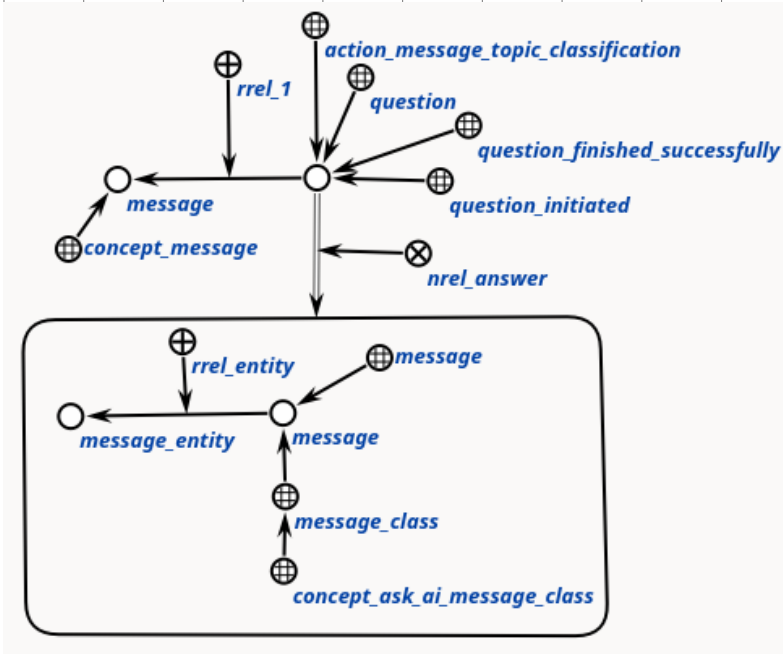 action_message_topic_classification
rrel_1
question
question_finished_successfully
message
question_initiated
concept_message
nrel_answer
rrel_entity
message
message_entity
message
message_class
concept_ask_ai_message_class